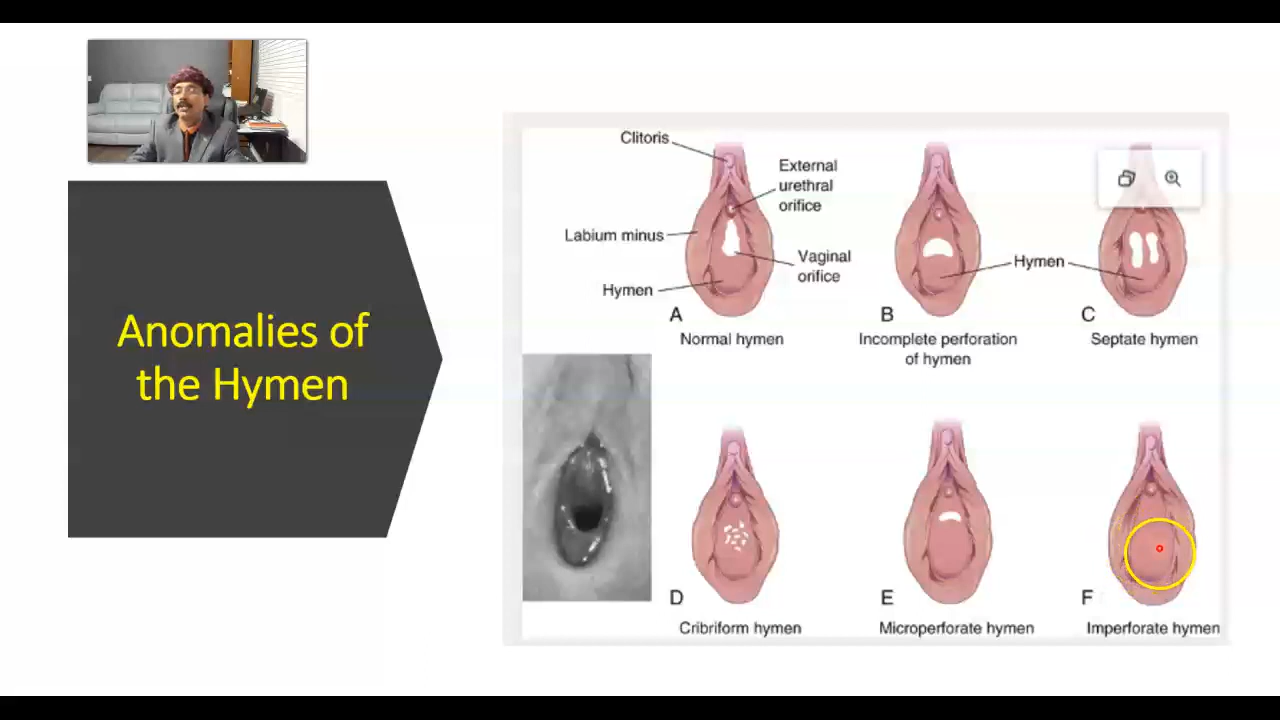 Anomalies of
the Hymen
Clitoris
External
urethral
orifice
Labium minus
Vaginal
orifice
Hymen
Hymen
A
B
C
Normal hymen
Incomplete perforation
of hymen
Septate hymen
D
E
F
Cribriform hymen
Microperforate hymen
Imperforate hymen